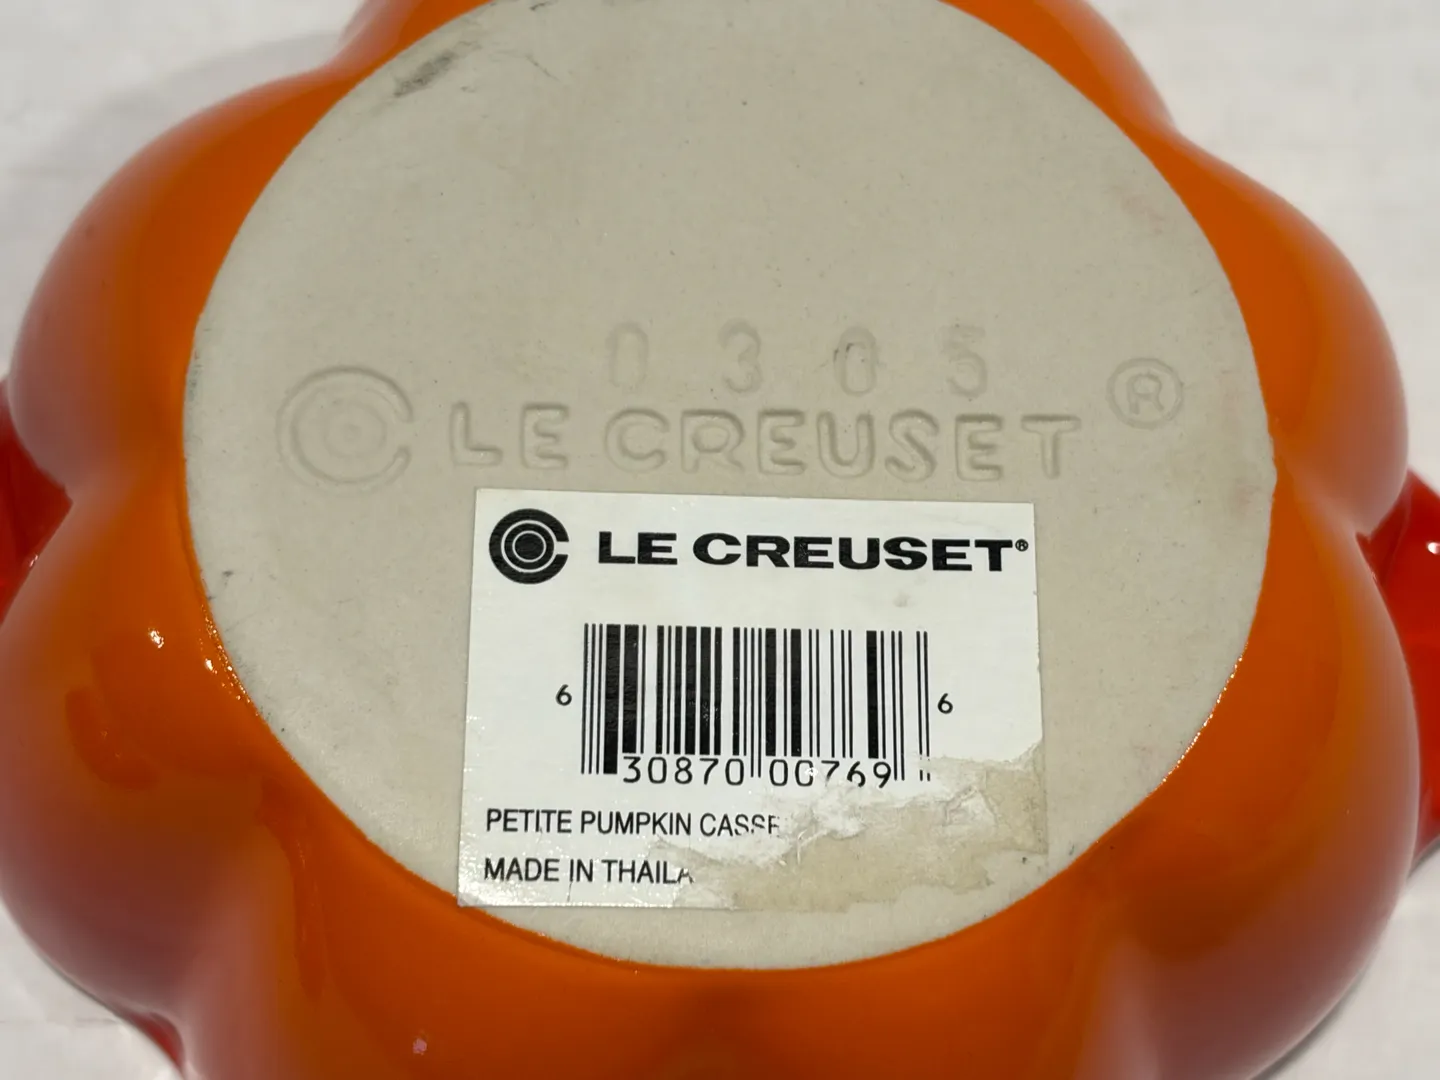 0305
LE CREUSET ®
LE CREUSET®
6 30870 00769 6
PETITE PUMPKIN CASSE
MADE IN THAILA